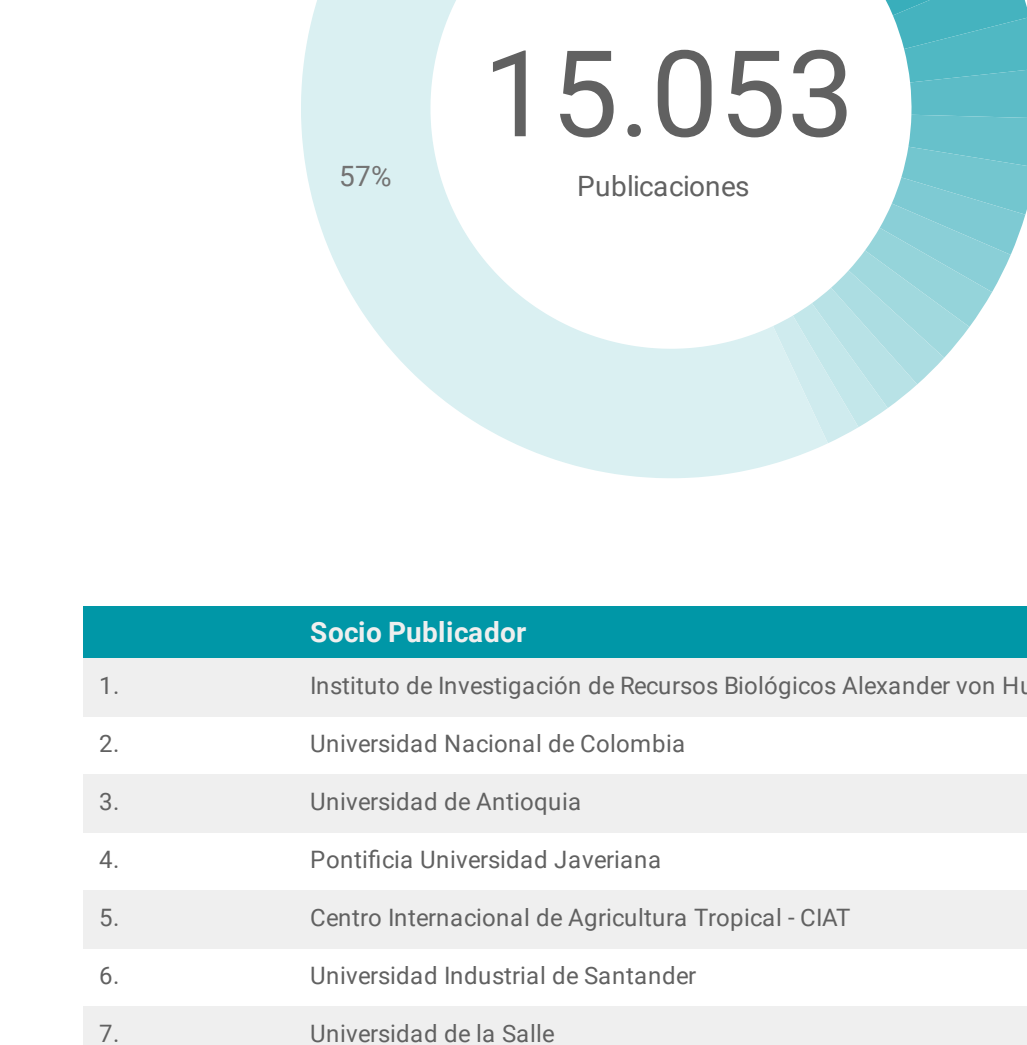 15.053
57%
Publicaciones
Socio Publicador
1. Instituto de Investigación de Recursos Biológicos Alexander von
2. Universidad Nacional de Colombia
3. Universidad de Antioquia
4. Pontificia Universidad Javeriana
5. Centro Internacional de Agricultura Tropical - CIAT
6. Universidad Industrial de Santander
7. Universidad de la Salle